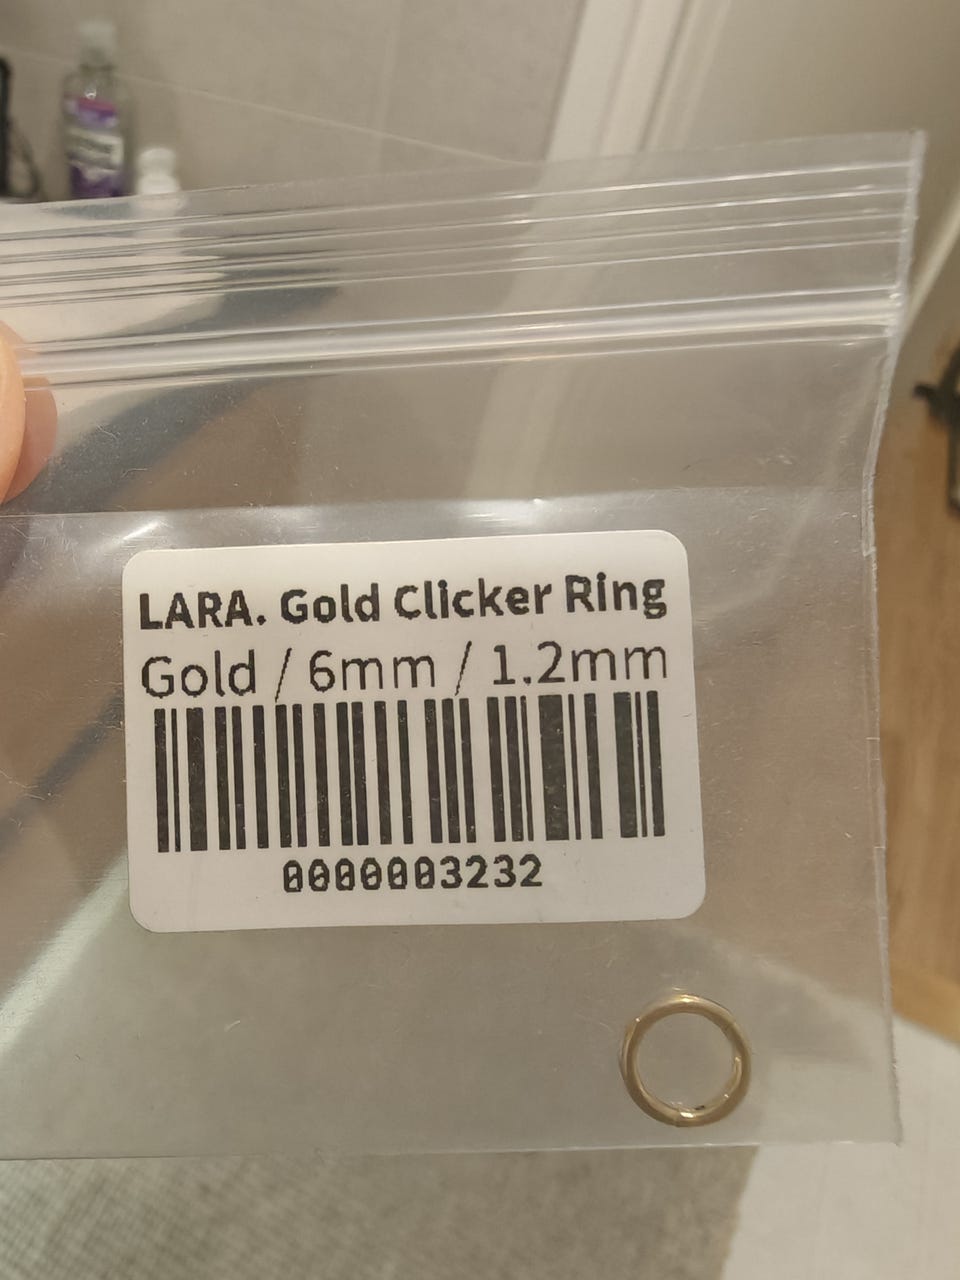 LARA. Gold Clicker Ring
Gold / 6mm / 1.2mm
0000003232